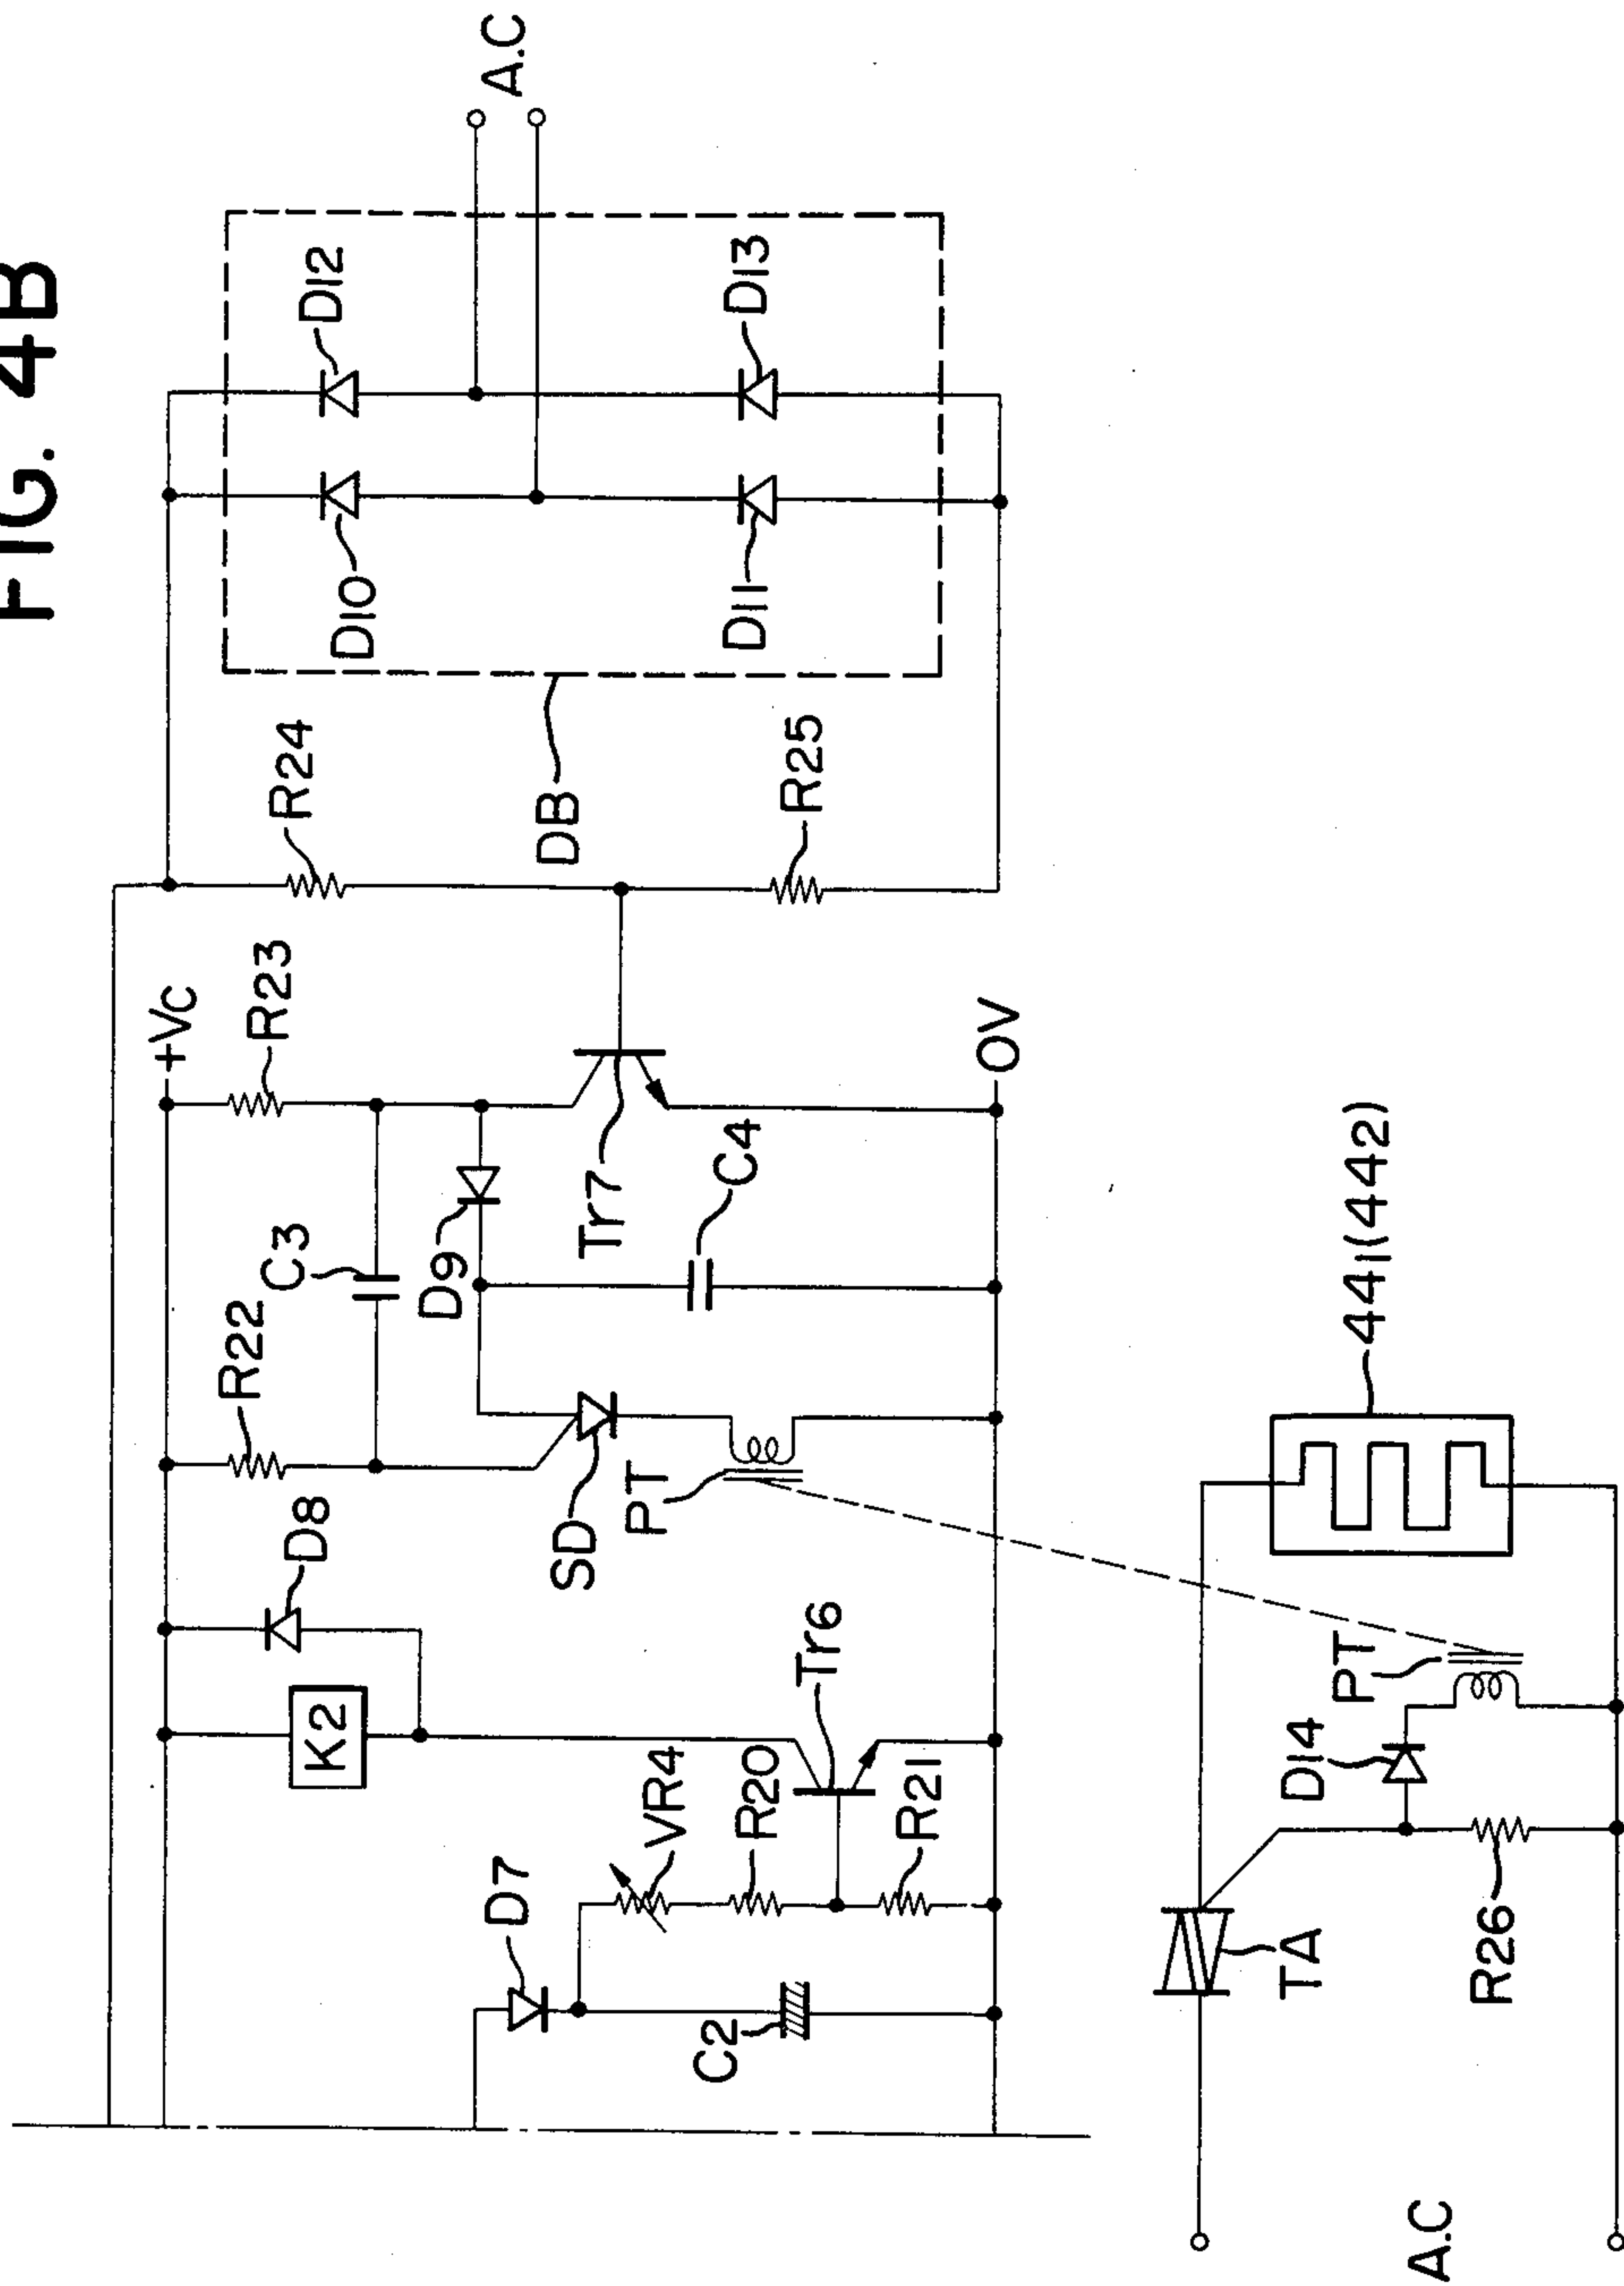 FIG. 4B
A.C
D12
D13
D10
D11
DB
R24
R25
+VC
R23
0V
Tr7
C4
C3
D9
R22
SD
PT
D8
K2
Tr6
VR4
R20
R21
D7
C2
441(442)
PT
D14
R26
TA
A.C